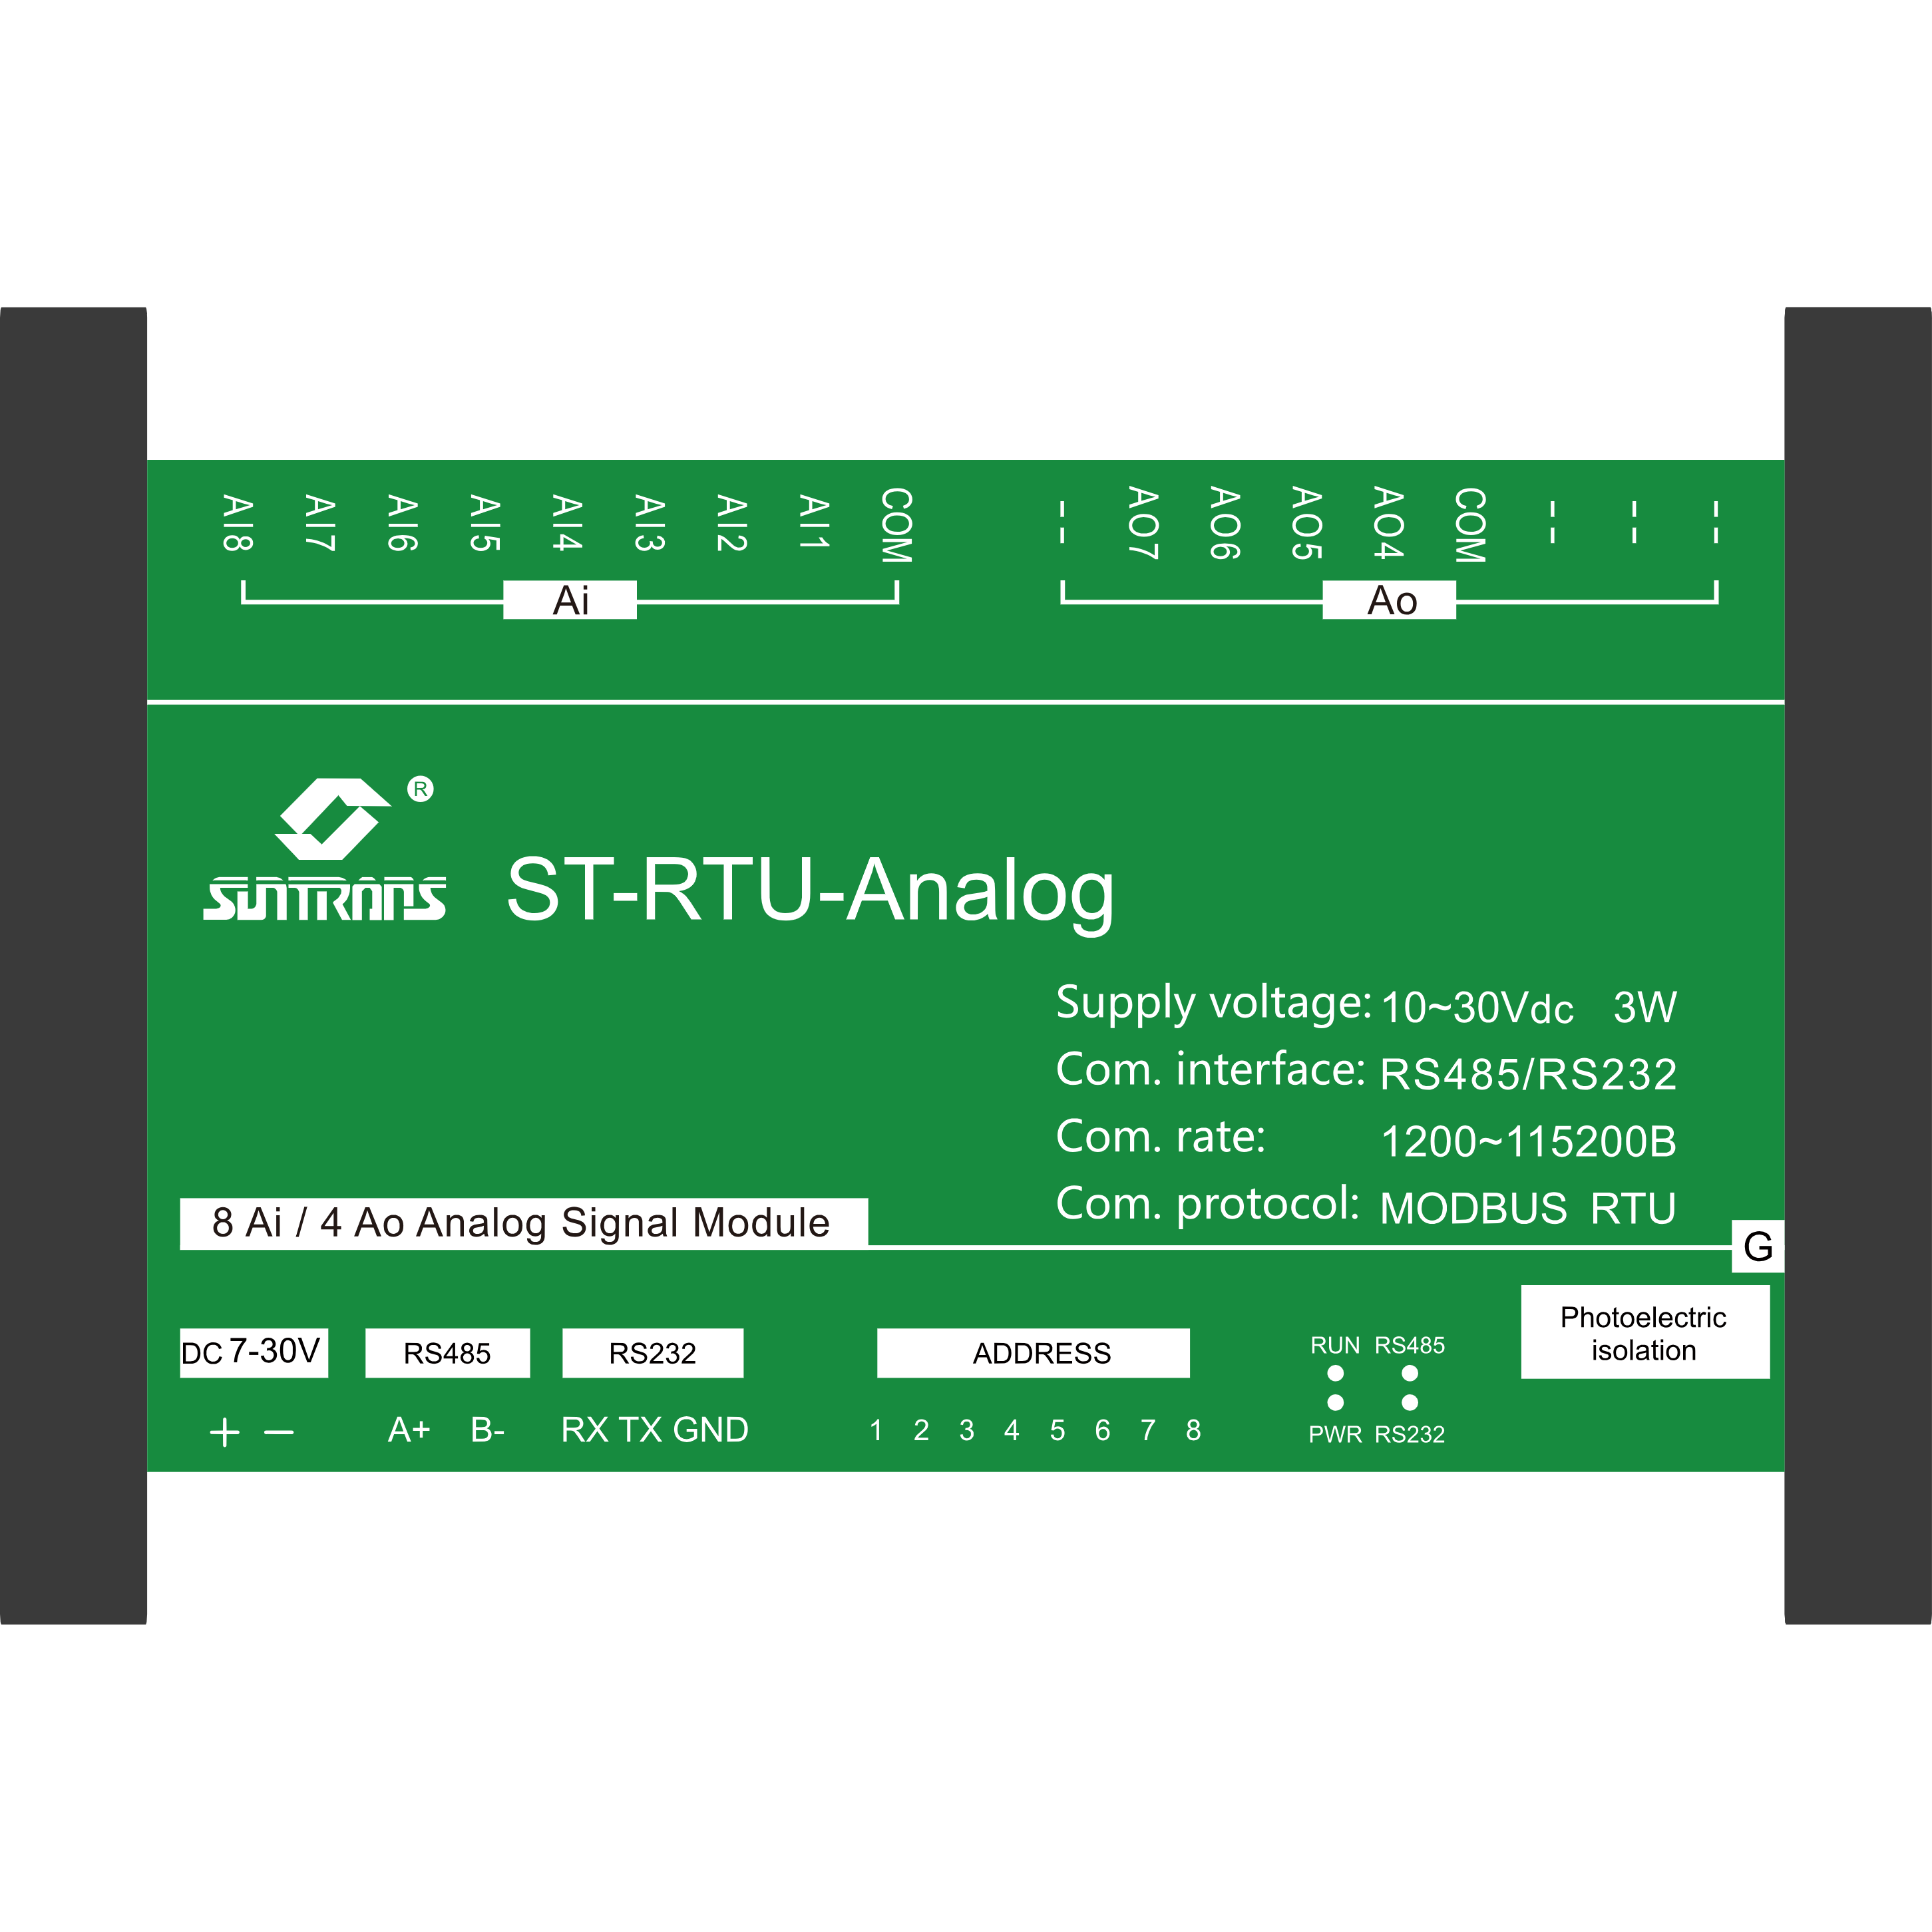 AI8 AI7 AI6 AI5 AI4 AI3 AI2 AI1 COM -- AO7 AO6 AO5 AO4 COM -- -- --
Ai Ao
R
ST-RTU-Analog
Supply voltage: 10~30Vdc 3W
Com. interface: RS485/RS232
Com. rate: 1200~115200B
Com. protocol: MODBUS RTU
8 Ai / 4 Ao Analog Signal Module
G
Photoelectric
isolation
DC 7-30V RS485 RS232 ADDRESS RUN RS485
+ - A+ B- RX TX GND 1 2 3 4 5 6 7 8 PWR RS232